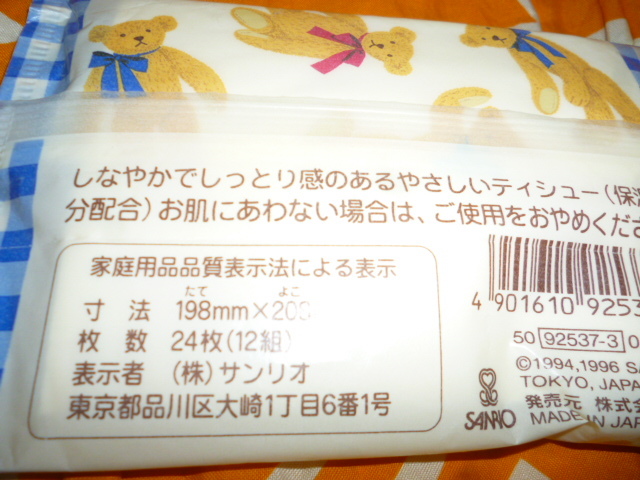 しなやかでしっとり感のあるやさしいティシュー(保湿
分配合)お肌にあわない場合は、ご使用をおやめくださ
家庭用品品質表示法による表示
たて よこ
寸法 198mm×20
枚数 24枚(12組)
表示者 (株)サンリオ
東京都品川区大崎1丁目6番1号
4 901610 9253
50 92537-3 0
©1994,1996 SA
TOKYO, JAPA
SANRIO
発売元 株式会
MADE IN JAP